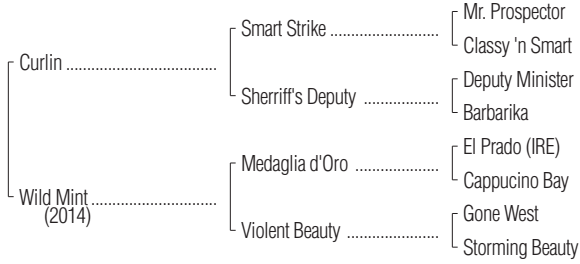 Mr. Prospector
Smart Strike ..............................
Classy 'n Smart
Curlin ..........................................
Deputy Minister
Sherriff's Deputy .....................
Barbarika
El Prado (IRE)
Medaglia d'Oro .......................
Cappucino Bay
Wild Mint ...................................
(2014)
Gone West
Violent Beauty .........................
Storming Beauty